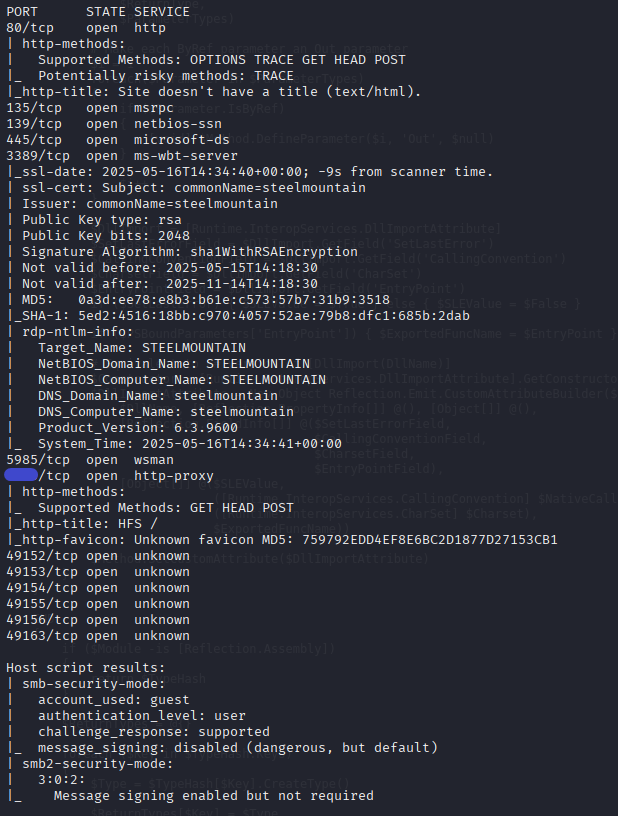 PORT      STATE SERVICE
80/tcp    open  http
| http-methods:
|   Supported Methods: OPTIONS TRACE GET HEAD POST
|_  Potentially risky methods: TRACE
|_http-title: Site doesn't have a title (text/html).
135/tcp   open  msrpc
139/tcp   open  netbios-ssn
445/tcp   open  microsoft-ds
3389/tcp  open  ms-wbt-server
|_ssl-date: 2025-05-16T14:34:40+00:00; -9s from scanner time.
| ssl-cert: Subject: commonName=steelmountain
| Issuer: commonName=steelmountain
| Public Key type: rsa
| Public Key bits: 2048
| Signature Algorithm: sha1WithRSAEncryption
| Not valid before: 2025-05-15T14:18:30
| Not valid after:  2025-11-14T14:18:30
| MD5:   0a3d:ee78:e8b3:b61e:c573:57b7:31b9:3518
|_SHA-1: 5ed2:4516:18bb:c970:4057:52ae:79b8:dfc1:685b:2dab
| rdp-ntlm-info:
|   Target_Name: STEELMOUNTAIN
|   NetBIOS_Domain_Name: STEELMOUNTAIN
|   NetBIOS_Computer_Name: STEELMOUNTAIN
|   DNS_Domain_Name: steelmountain
|   DNS_Computer_Name: steelmountain
|   Product_Version: 6.3.9600
|_  System_Time: 2025-05-16T14:34:41+00:00
5985/tcp  open  wsman
/tcp  open  http-proxy
| http-methods:
|_  Supported Methods: GET HEAD POST
|_http-title: HFS /
|_http-favicon: Unknown favicon MD5: 759792EDD4EF8E6BC2D1877D27153CB1
49152/tcp open  unknown
49153/tcp open  unknown
49154/tcp open  unknown
49155/tcp open  unknown
49156/tcp open  unknown
49163/tcp open  unknown
Host script results:
| smb-security-mode:
|   account_used: guest
|   authentication_level: user
|   challenge_response: supported
|_  message_signing: disabled (dangerous, but default)
| smb2-security-mode:
|   3:0:2:
|_    Message signing enabled but not required